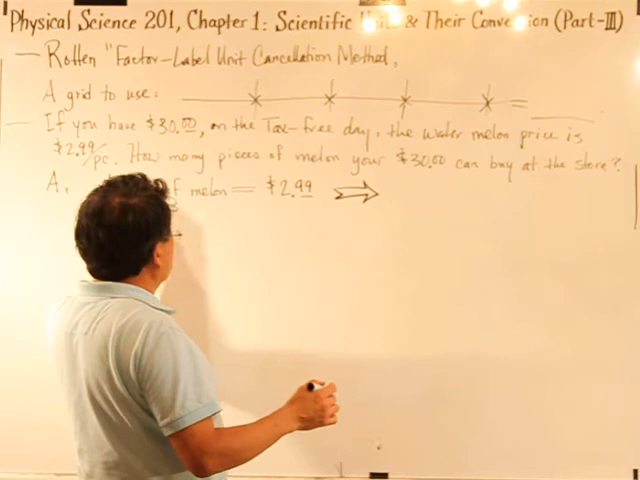 Physical Science 201, Chapter 1: Scientific Units & Their Conversion (Part-III)
— Rotten "Factor-Label Unit Cancellation Method,
A grid to use:
— If you have $30.00, on the Tax-free day, the water melon price is
$2.99/pc. How many pieces of melon your $30.00 can buy at the store?
A, f melon = $2.99 ⇒